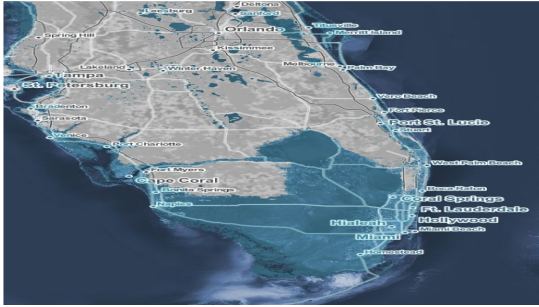 Deltona
Leesburg
Sanford
Titusville
Orlando
Merritt Island
Spring Hill
Kissimmee
Melbourne
Lakeland
Winter Haven
Palm Bay
Tampa
St. Petersburg
Vero Beach
Bradenton
Fort Pierce
Sarasota
Port St. Lucie
Stuart
Venice
Port Charlotte
West Palm Beach
Fort Myers
Cape Coral
Bonita Springs
Boca Raton
Coral Springs
Naples
Ft. Lauderdale
Hialeah
Hollywood
Miami Beach
Miami
Homestead